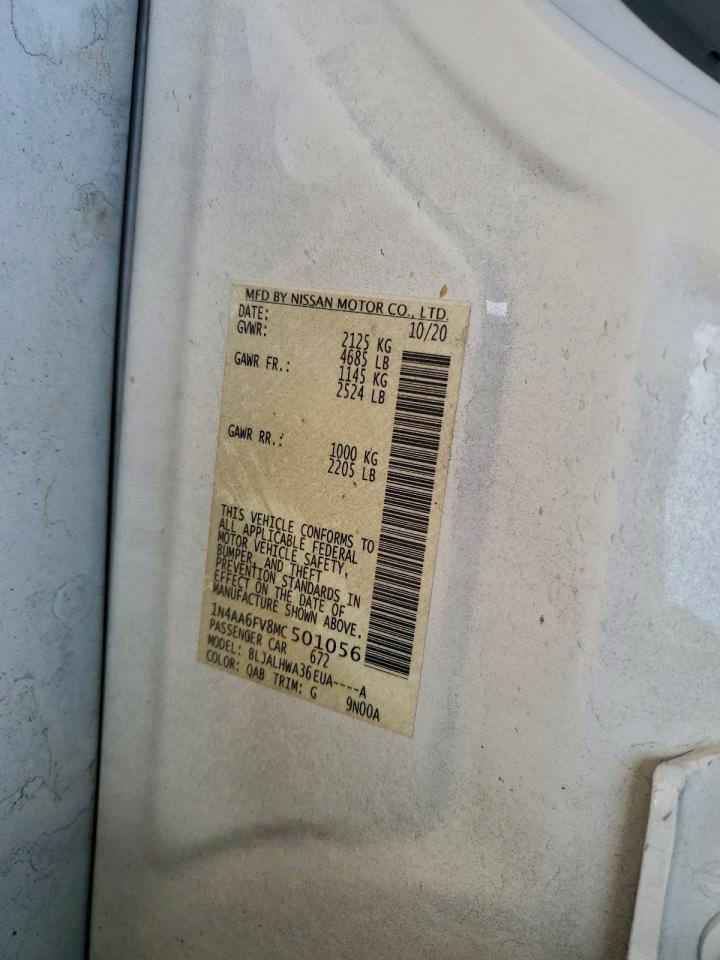 MFD BY NISSAN MOTOR CO., LTD.
DATE: 10/20
GVWR: 2125 KG
4685 LB
GAWR FR.: 1145 KG
2524 LB
GAWR RR.: 1000 KG
2205 LB
THIS VEHICLE CONFORMS TO
ALL APPLICABLE FEDERAL
MOTOR VEHICLE SAFETY,
BUMPER, AND THEFT
PREVENTION STANDARDS IN
EFFECT ON THE DATE OF
MANUFACTURE SHOWN ABOVE.
1N4AA6FV8MC501056
PASSENGER CAR 672
MODEL: BLJALHWA36EUA----A
COLOR: QAB TRIM: G 9N00A